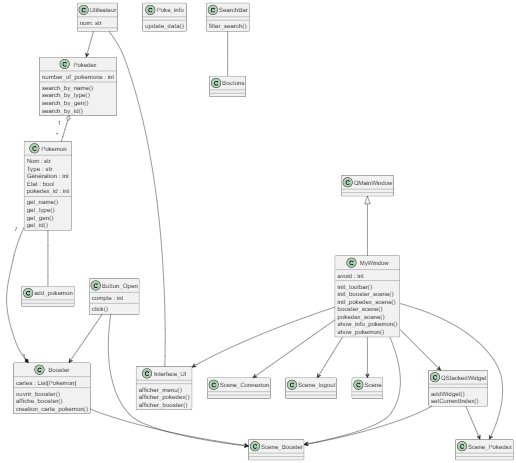 C Utilisateur
nom: str
C Poke_info
update_data()
C SearchBar
filter_search()
C Pokedex
number_of_pokemons : int
search_by_name()
search_by_type()
search_by_gen()
search_by_id()
C Boutons
1
*
C Pokemon
Nom : str
Type : str
Génération : int
Etat : bool
pokedex_id : int
get_name()
get_type()
get_gen()
get_id()
C QMainWindow
C MyWindow
init_toolbar()
init_booster_scene()
init_pokedex_scene()
booster_scene()
pokedex_scene()
show_info_pokemon()
show_pokemon()
C add_pokemon
C Button_Open
compte : int
click()
C Booster
cartes : List[Pokemon]
ouvrir_booster()
affiche_booster()
creation_carte_pokemon()
C Interface_UI
afficher_menu()
afficher_pokedex()
afficher_booster()
C Scene_Connexion
C Scene_logout
C Scene
C QStackedWidget
addWidget()
setCurrentIndex()
C Scene_Booster
C Scene_Pokedex